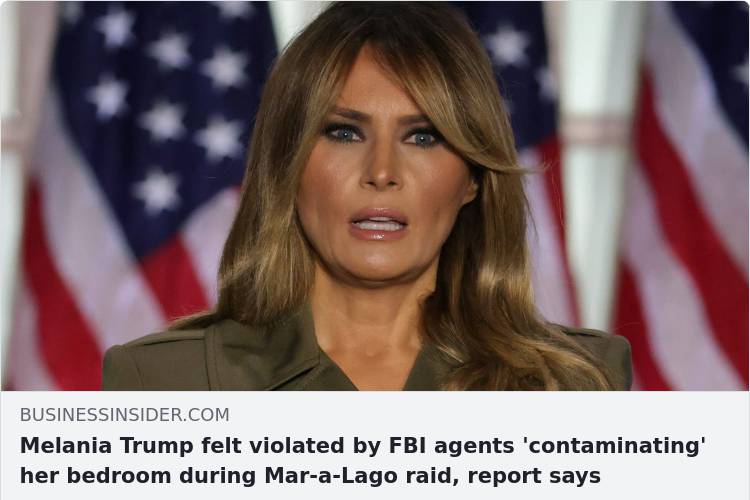 BUSINESSINSIDER.COM
Melania Trump felt violated by FBI agents 'contaminating'
her bedroom during Mar-a-Lago raid, report says